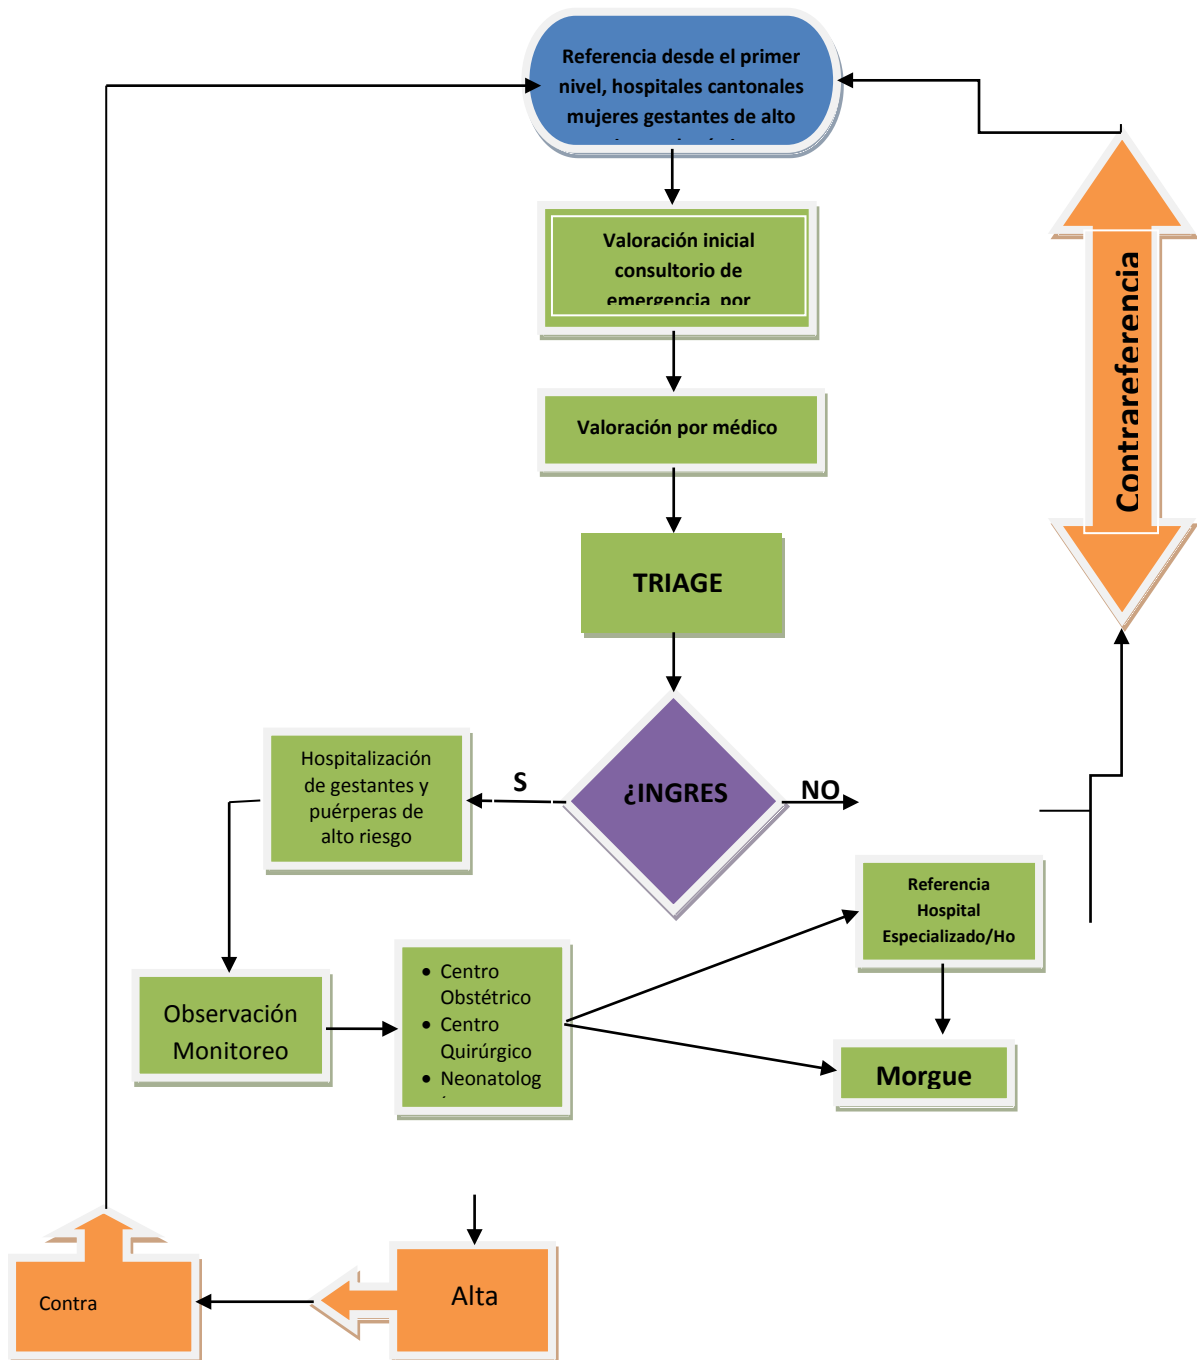 Referencia desde el primer
nivel, hospitales cantonales
mujeres gestantes de alto
Valoración inicial
consultorio de
emergencia por
Valoración por médico
Contrareferencia
TRIAGE
¿INGRES
S
NO
Hospitalización
de gestantes y
puérperas de
alto riesgo
Referencia
Hospital
Especializado/Ho
Observación
Monitoreo
• Centro
Obstétrico
• Centro
Quirúrgico
• Neonatolog
Morgue
Alta
Contra